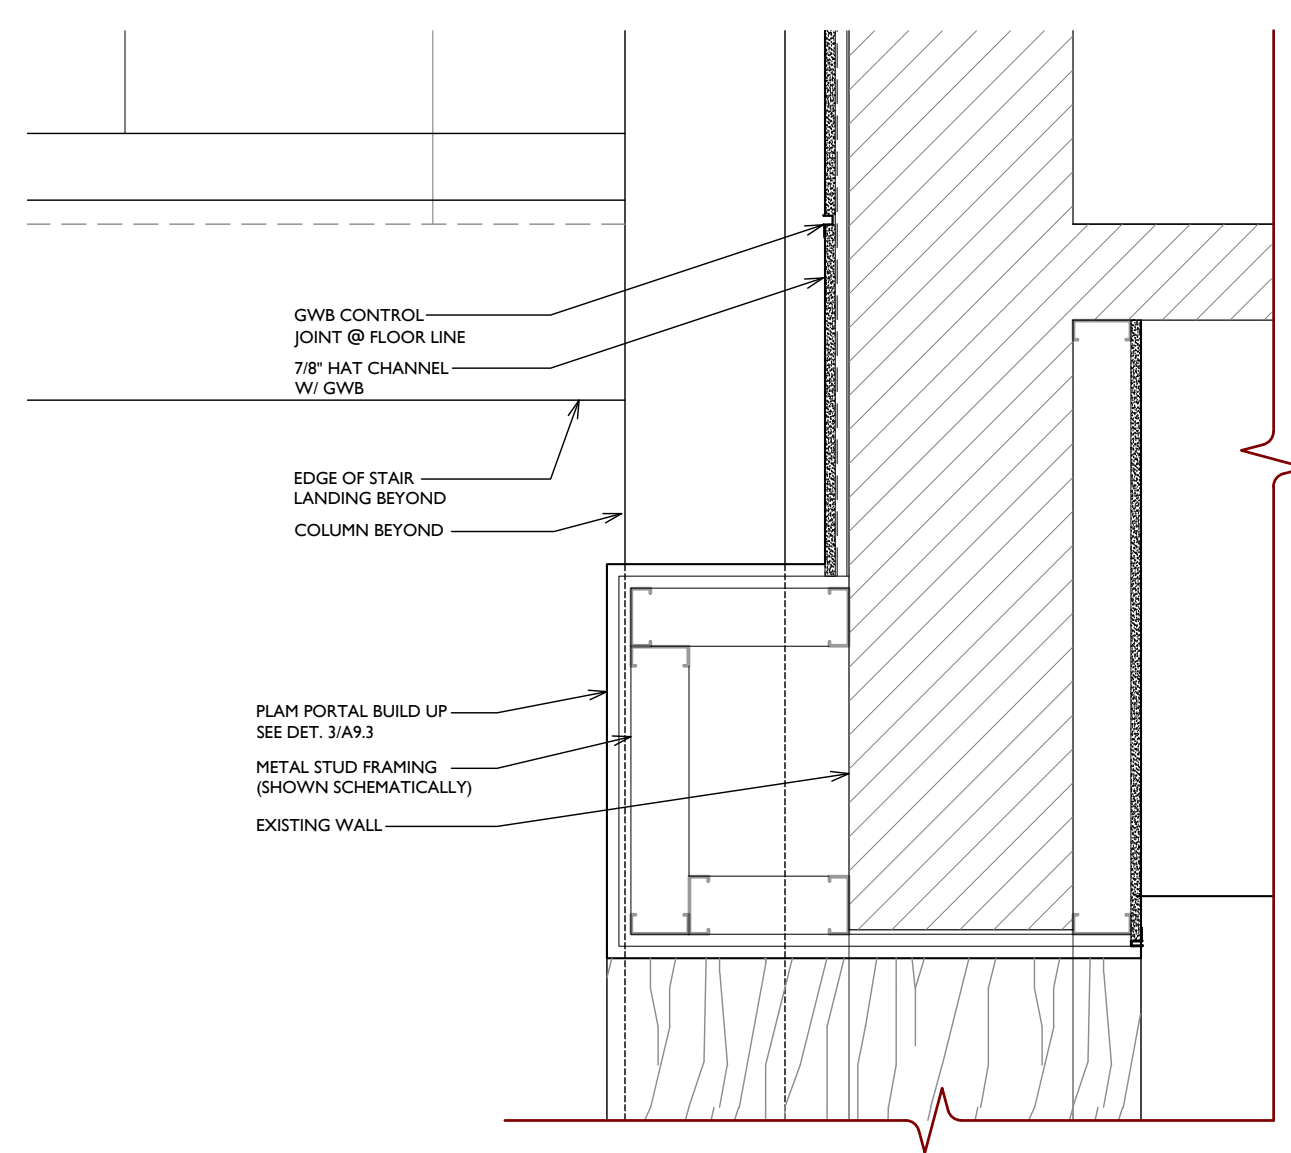 GWB CONTROL
JOINT @ FLOOR LINE
7/8" HAT CHANNEL
W/ GWB
EDGE OF STAIR
LANDING BEYOND
COLUMN BEYOND
PLAM PORTAL BUILD UP
SEE DET. 3/A9.3
METAL STUD FRAMING
(SHOWN SCHEMATICALLY)
EXISTING WALL